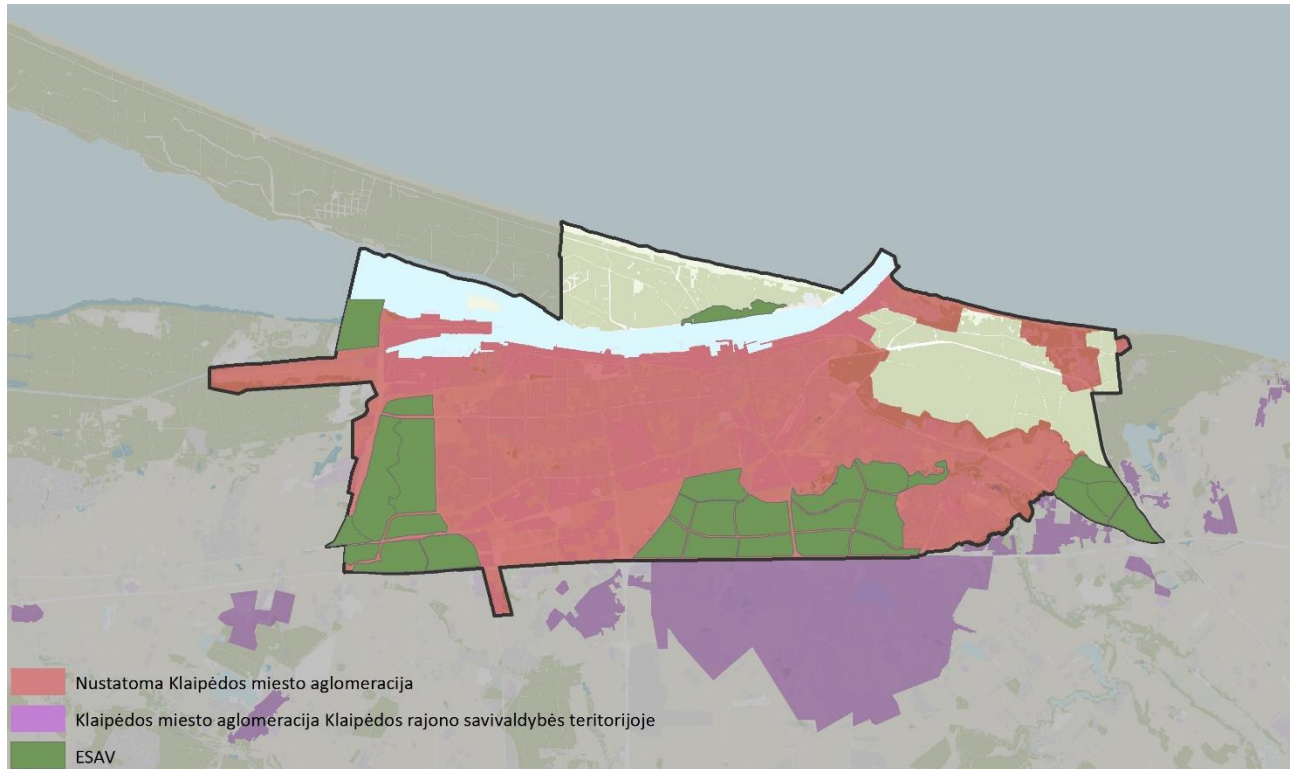 Nustatoma Klaipėdos miesto aglomeracija
Klaipėdos miesto aglomeracija Klaipėdos rajono savivaldybės teritorijoje
ESAV